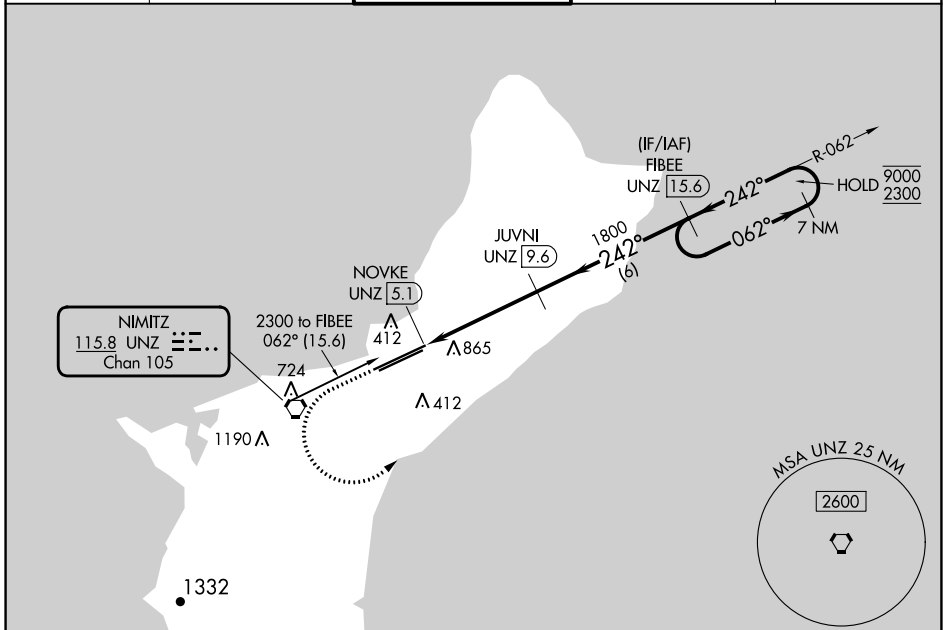 (IF/IAF)
FIBEE
UNZ 15.6
R-062
HOLD 9000
2300
242°
062°
7 NM
JUVNI
UNZ 9.6
1800
242°
(6)
NOVKE
UNZ 5.1
NIMITZ
115.8 UNZ
Chan 105
2300 to FIBEE
062° (15.6)
412
865
724
412
1190
MSA UNZ 25 NM
2600
1332